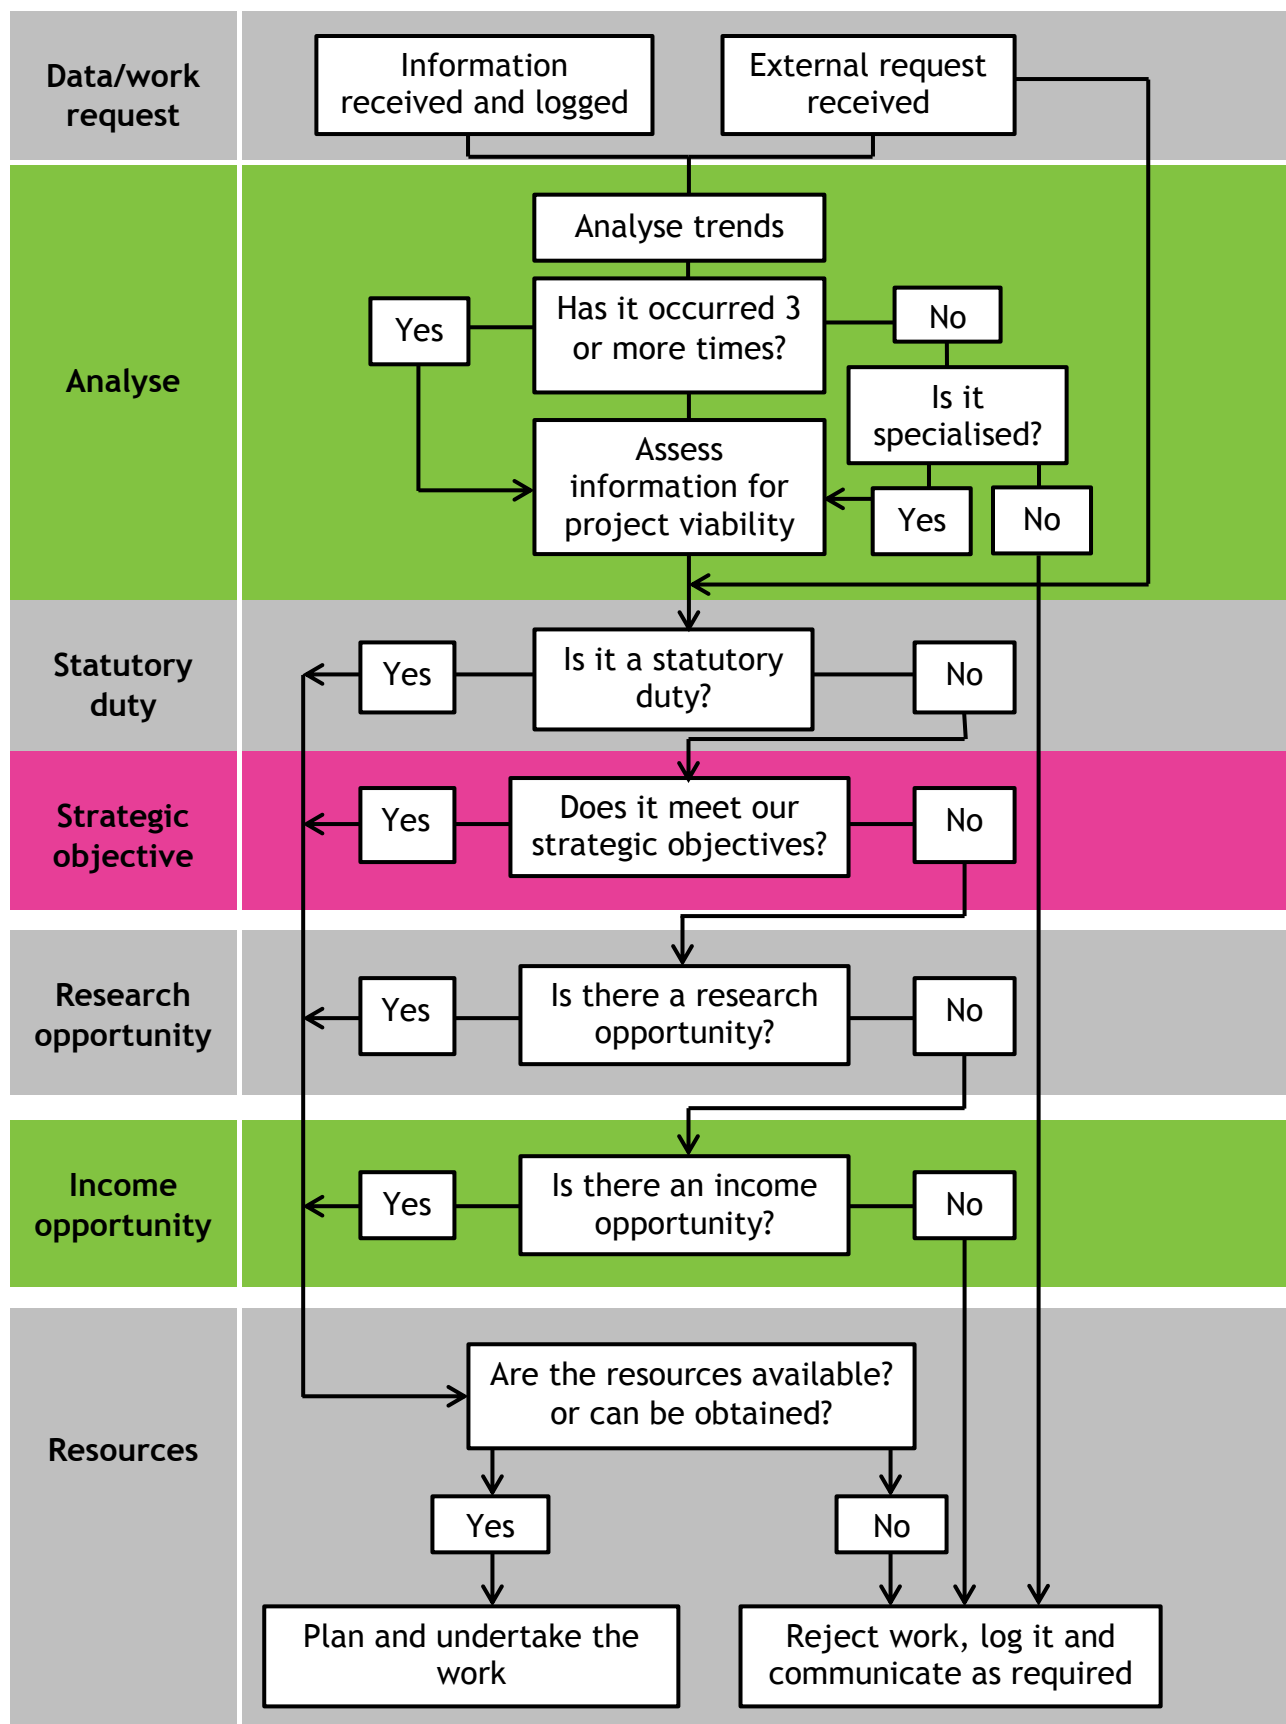 Data/work
request
Information
received and logged
External request
received
Analyse
Analyse trends
Has it occurred 3
or more times?
Yes
No
Is it
specialised?
Assess
information for
project viability
Yes
No
Statutory
duty
Yes
Is it a statutory
duty?
No
Strategic
objective
Yes
Does it meet our
strategic objectives?
No
Research
opportunity
Yes
Is there a research
opportunity?
No
Income
opportunity
Yes
Is there an income
opportunity?
No
Resources
Are the resources available?
or can be obtained?
Yes
No
Plan and undertake the
work
Reject work, log it and
communicate as required